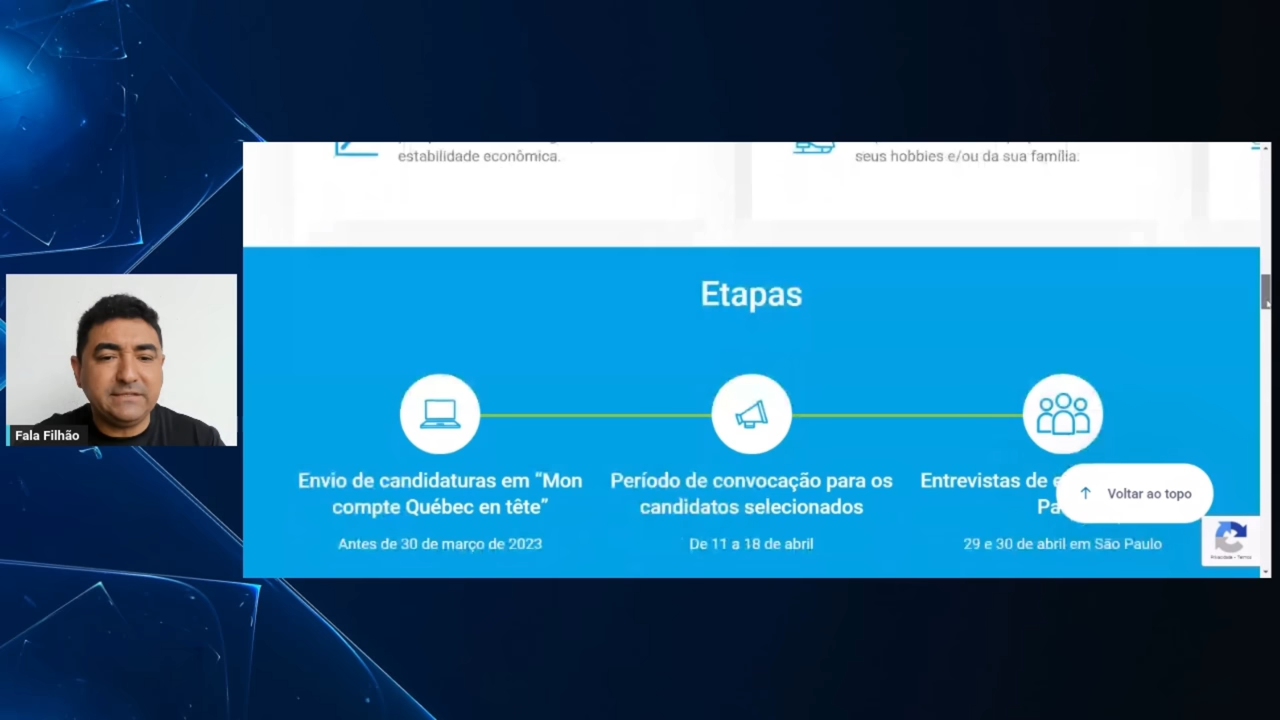 estabilidade econômica.
seus hobbies e/ou da sua família.
Etapas
Envio de candidaturas em “Mon
compte Québec en tête”
Antes de 30 de março de 2023
Período de convocação para os
candidatos selecionados
De 11 a 18 de abril
Entrevistas de
29 e 30 de abril em São Paulo
Voltar ao topo
Fala Filhão